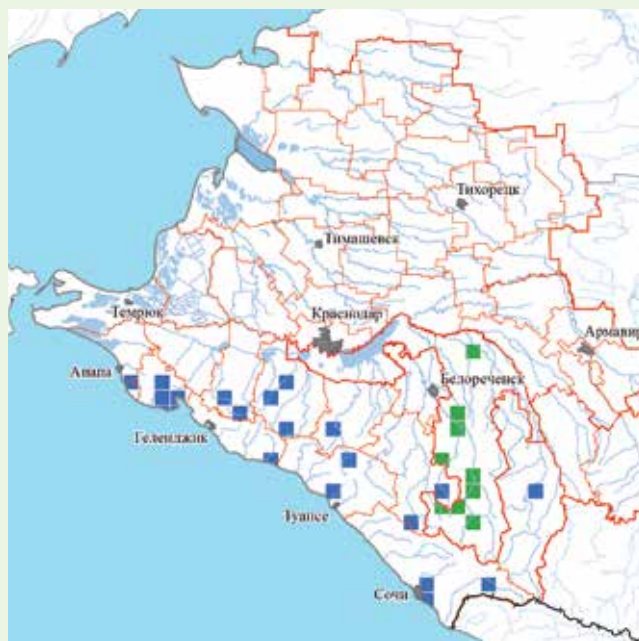 Тихорецк
Тимашевск
Темрюк
Краснодар
Армавир
Анапа
Белореченск
Геленджик
Туапсе
Сочи